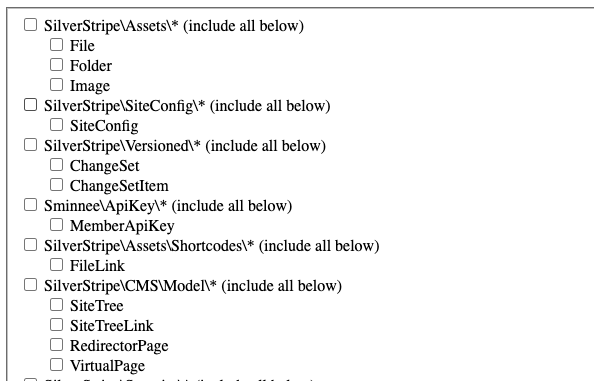 SilverStripe\Assets\* (include all below)
File
Folder
Image
SilverStripe\SiteConfig\* (include all below)
SiteConfig
SilverStripe\Versioned\* (include all below)
ChangeSet
ChangeSetItem
Sminnee\ApiKey\* (include all below)
MemberApiKey
SilverStripe\Assets\Shortcodes\* (include all below)
FileLink
SilverStripe\CMS\Model\* (include all below)
SiteTree
SiteTreeLink
RedirectorPage
VirtualPage